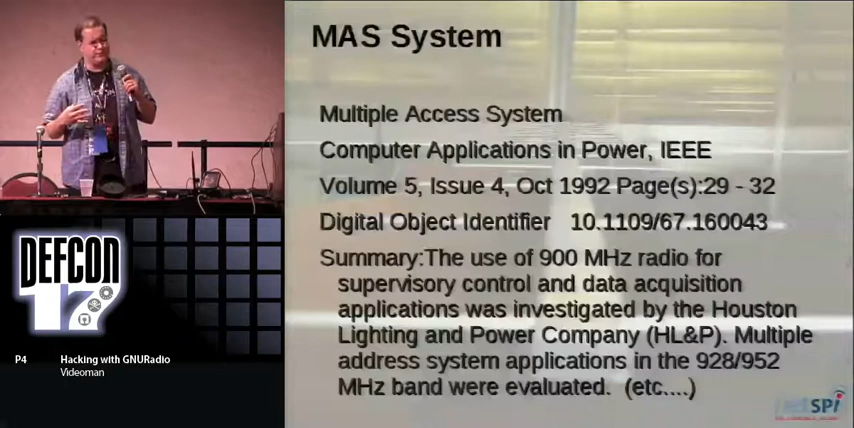 MAS System
Multiple Access System
Computer Applications in Power, IEEE
Volume 5, Issue 4, Oct 1992 Page(s):29 - 32
Digital Object Identifier 10.1109/67.160043
Summary:The use of 900 MHz radio for
supervisory control and data acquisition
applications was investigated by the Houston
Lighting and Power Company (HL&P). Multiple
address system applications in the 928/952
MHz band were evaluated. (etc....)
DEFCON
17
P4 Hacking with GNURadio
Videoman
netSPi